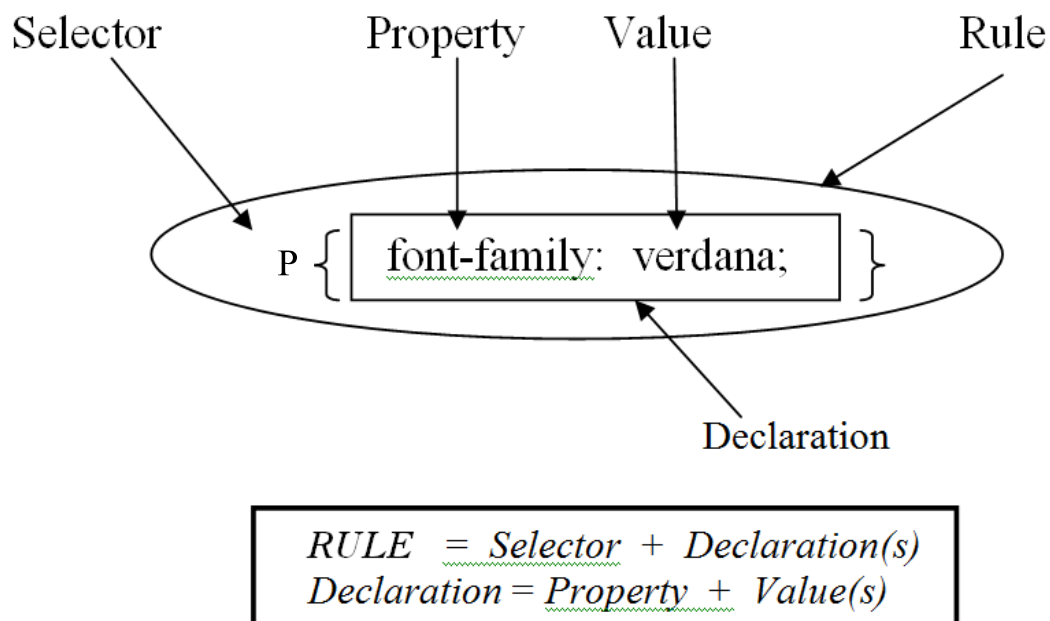 Selector Property Value Rule
P { font-family: verdana; }
Declaration
RULE = Selector + Declaration(s)
Declaration = Property + Value(s)